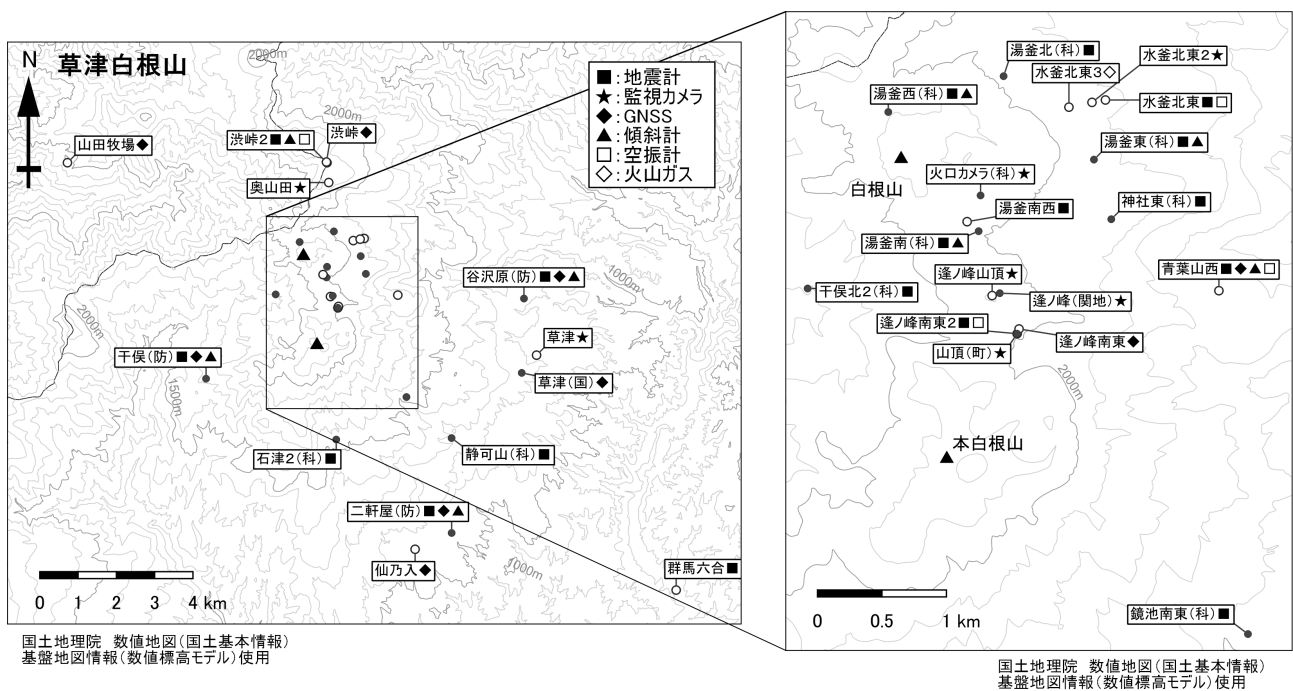 草津白根山
N
■:地震計
★:監視カメラ
◆:GNSS
▲:傾斜計
□:空振計
◇:火山ガス
2000m
2000m
山田牧場◆
渋峠2■▲□
渋峠◆
奥山田★
谷沢原(防)■◆▲
1000m
2000m
草津★
干俣(防)■◆▲
草津(国)◆
1500m
石津2(科)■
静可山(科)■
二軒屋(防)■◆▲
仙乃入◆
1000m
群馬六合■
0 1 2 3 4 km
国土地理院 数値地図(国土基本情報)
基盤地図情報(数値標高モデル)使用
湯釜北(科)■
水釜北東2★
水釜北東3◇
湯釜西(科)■▲
水釜北東■□
湯釜東(科)■▲
火口カメラ(科)★
白根山
湯釜南西■
神社東(科)■
湯釜南(科)■▲
逢ノ峰山頂★
青葉山西■◆▲□
干俣北2(科)■
逢ノ峰(関地)★
逢ノ峰南東2■□
逢ノ峰南東◆
山頂(町)★
2000m
本白根山
0 0.5 1 km
鏡池南東(科)■
国土地理院 数値地図(国土基本情報)
基盤地図情報(数値標高モデル)使用